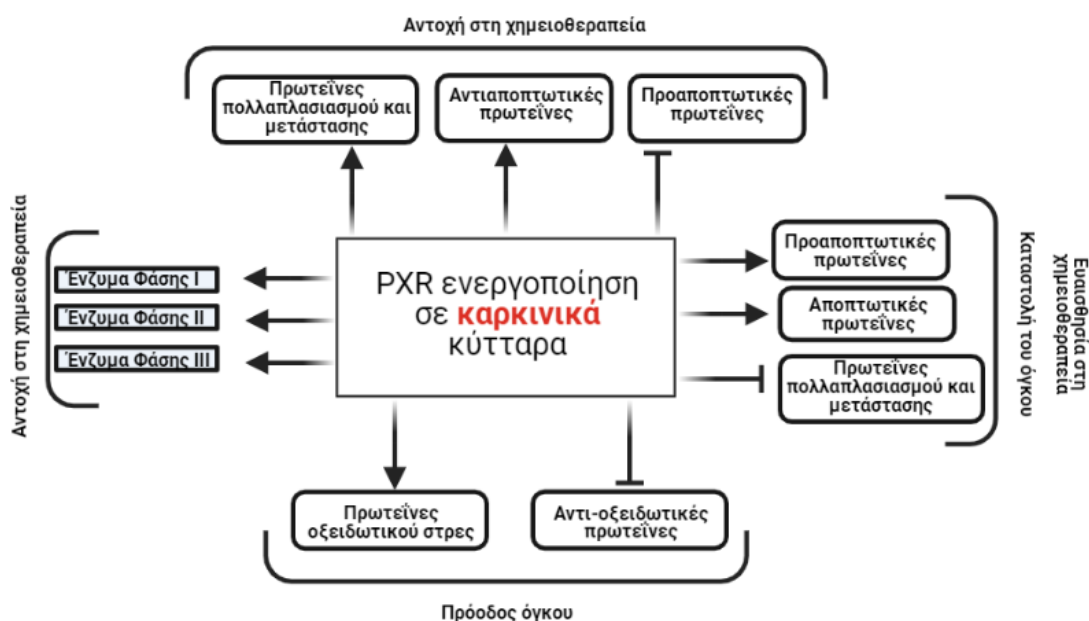 Αντοχή στη χημειοθεραπεία
Πρωτεΐνες
πολλαπλασιασμού και
μετάστασης
Αντιαποπτωτικές
πρωτεΐνες
Προαποπτωτικές
πρωτεΐνες
Αντοχή στη χημειοθεραπεία
Ένζυμα Φάσης I
Ένζυμα Φάσης II
Ένζυμα Φάσης III
PXR ενεργοποίηση
σε καρκινικά
κύτταρα
Προαποπτωτικές
πρωτεΐνες
Αποπτωτικές
πρωτεΐνες
Πρωτεΐνες
πολλαπλασιασμού και
μετάστασης
Ευαισθησία στη
χημειοθεραπεία
Καταστολή του όγκου
Πρωτεΐνες
οξειδωτικού στρες
Αντι-οξειδωτικές
πρωτεΐνες
Πρόοδος όγκου